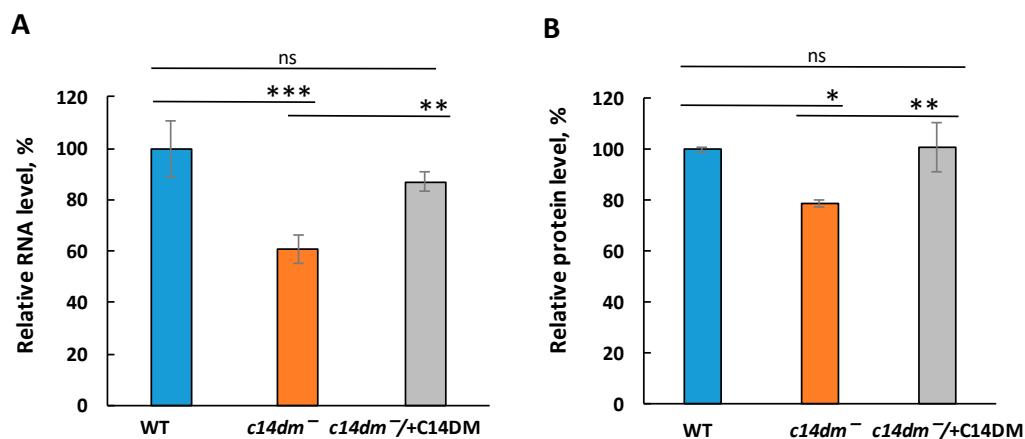 A
ns
***
**
120
100
80
60
40
20
0
Relative RNA level, %
WT
c14dm⁻
c14dm⁻/+C14DM
B
ns
*
**
120
100
80
60
40
20
0
Relative protein level, %
WT
c14dm⁻
c14dm⁻/+C14DM